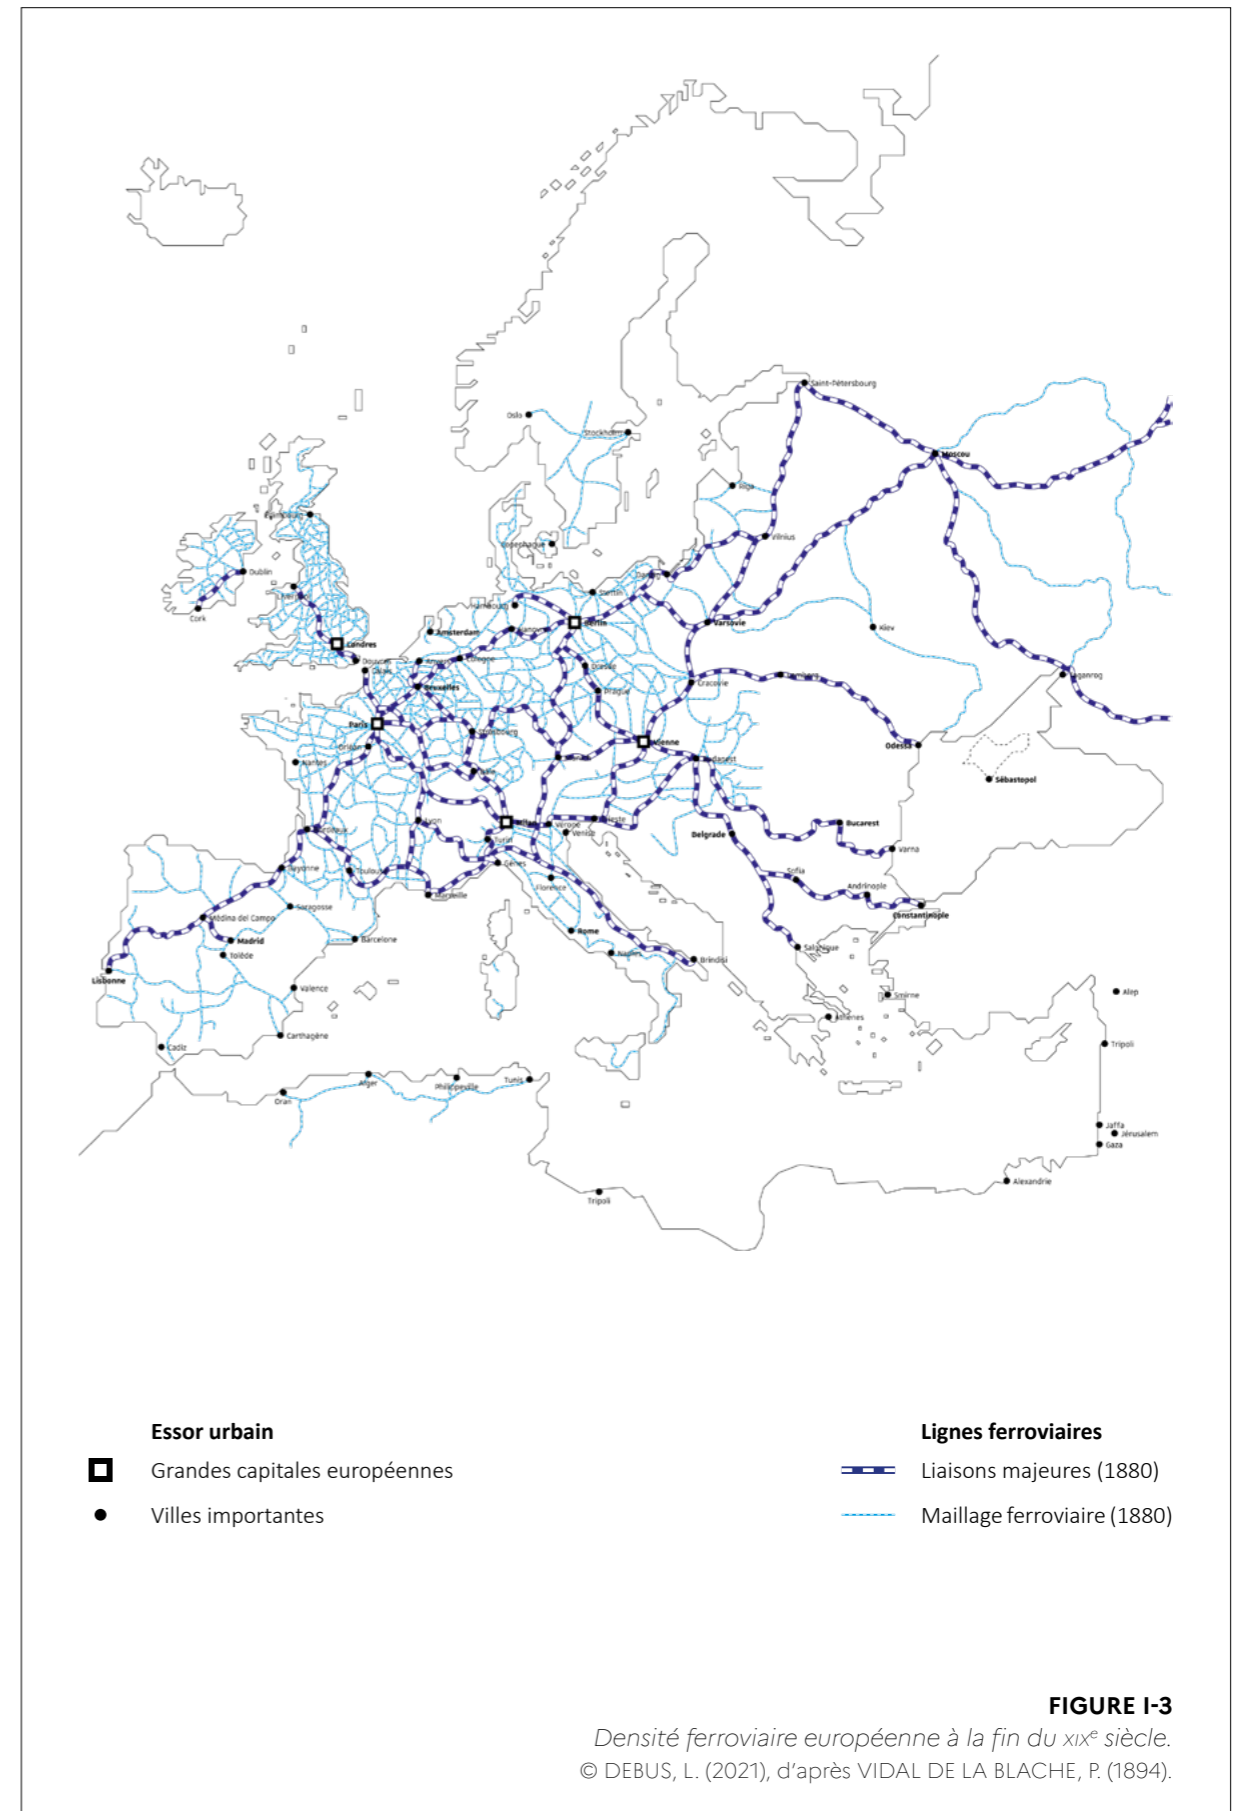 Saint-Pétersbourg
Oslo
Stockholm
Moscou
Riga
Vilnius
Copenhague
Dublin
Cork
Stettin
Berlin
Varsovie
Kiev
Londres
Douvres
Amsterdam
Cologne
Bruxelles
Dresde
Prague
Cracovie
Taganrog
Paris
Orléans
Strasbourg
Nantes
Vienne
Budapest
Odessa
Sébastopol
Lyon
Bordeaux
Turin
Vérone
Venise
Trieste
Belgrade
Bucarest
Varna
Bayonne
Toulouse
Marseille
Gênes
Florence
Sofia
Andrinople
Constantinople
Saragosse
Médina del Campo
Madrid
Tolède
Barcelone
Rome
Naples
Brindisi
Salonique
Lisbonne
Valence
Smirne
Alep
Athènes
Carthagène
Cadiz
Tripoli
Alger
Philippeville
Tunis
Oran
Jaffa
Jérusalem
Gaza
Alexandrie
Tripoli
Essor urbain
Grandes capitales européennes
Villes importantes
Lignes ferroviaires
Liaisons majeures (1880)
Maillage ferroviaire (1880)
FIGURE I-3
Densité ferroviaire européenne à la fin du XIXe siècle.
© DEBUS, L. (2021), d'après VIDAL DE LA BLACHE, P. (1894).